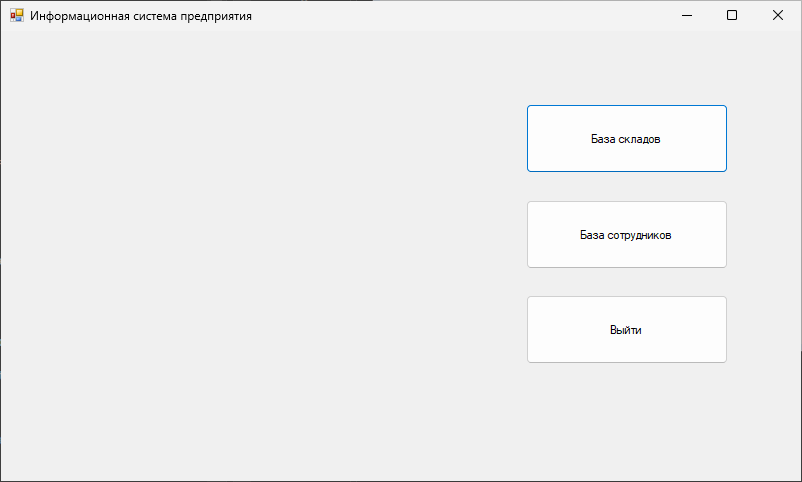 Информационная система предприятия
База складов
База сотрудников
Выйти